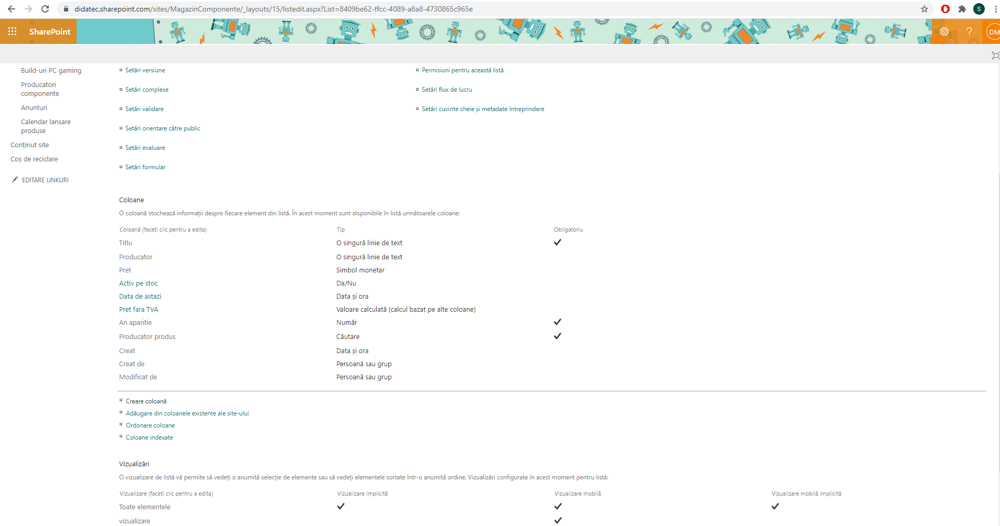 didatec.sharepoint.com/sites/MagazinComponente/_layouts/15/listedit.aspx?List=8409be62-ffcc-4089-a8a8-4730865c965e
S
SharePoint
?
DM
Build-uri PC gaming
Producatori
componente
Anunturi
Calendar lansare
produse
Conținut site
Coș de reciclare
EDITARE LINKURI
Setări versiune
Permisiuni pentru această listă
Setări complexe
Setări flux de lucru
Setări validare
Setări cuvinte cheie și metadate întreprindere
Setări orientare către public
Setări evaluare
Setări formular
Coloane
O coloană stochează informații despre fiecare element din listă. În acest moment sunt disponibile în listă următoarele coloane:
Coloană (faceți clic pentru a edita) Tip Obligatoriu
Titlu O singură linie de text
Producator O singură linie de text
Pret Simbol monetar
Activ pe stoc Da/Nu
Data de astazi Data și ora
Pret fara TVA Valoare calculată (calcul bazat pe alte coloane)
An aparitie Număr
Producator produs Căutare
Creat Data și ora
Creat de Persoană sau grup
Modificat de Persoană sau grup
Creare coloană
Adăugare din coloanele existente ale site-ului
Ordonare coloane
Coloane indexate
Vizualizări
O vizualizare de listă vă permite să vedeți o anumită selecție de elemente sau să vedeți elementele sortate într-o anumită ordine. Vizualizări configurate în acest moment pentru listă:
Vizualizare (faceți clic pentru a edita) Vizualizare implicită Vizualizare mobilă Vizualizare mobilă implicită
Toate elementele
vizualizare